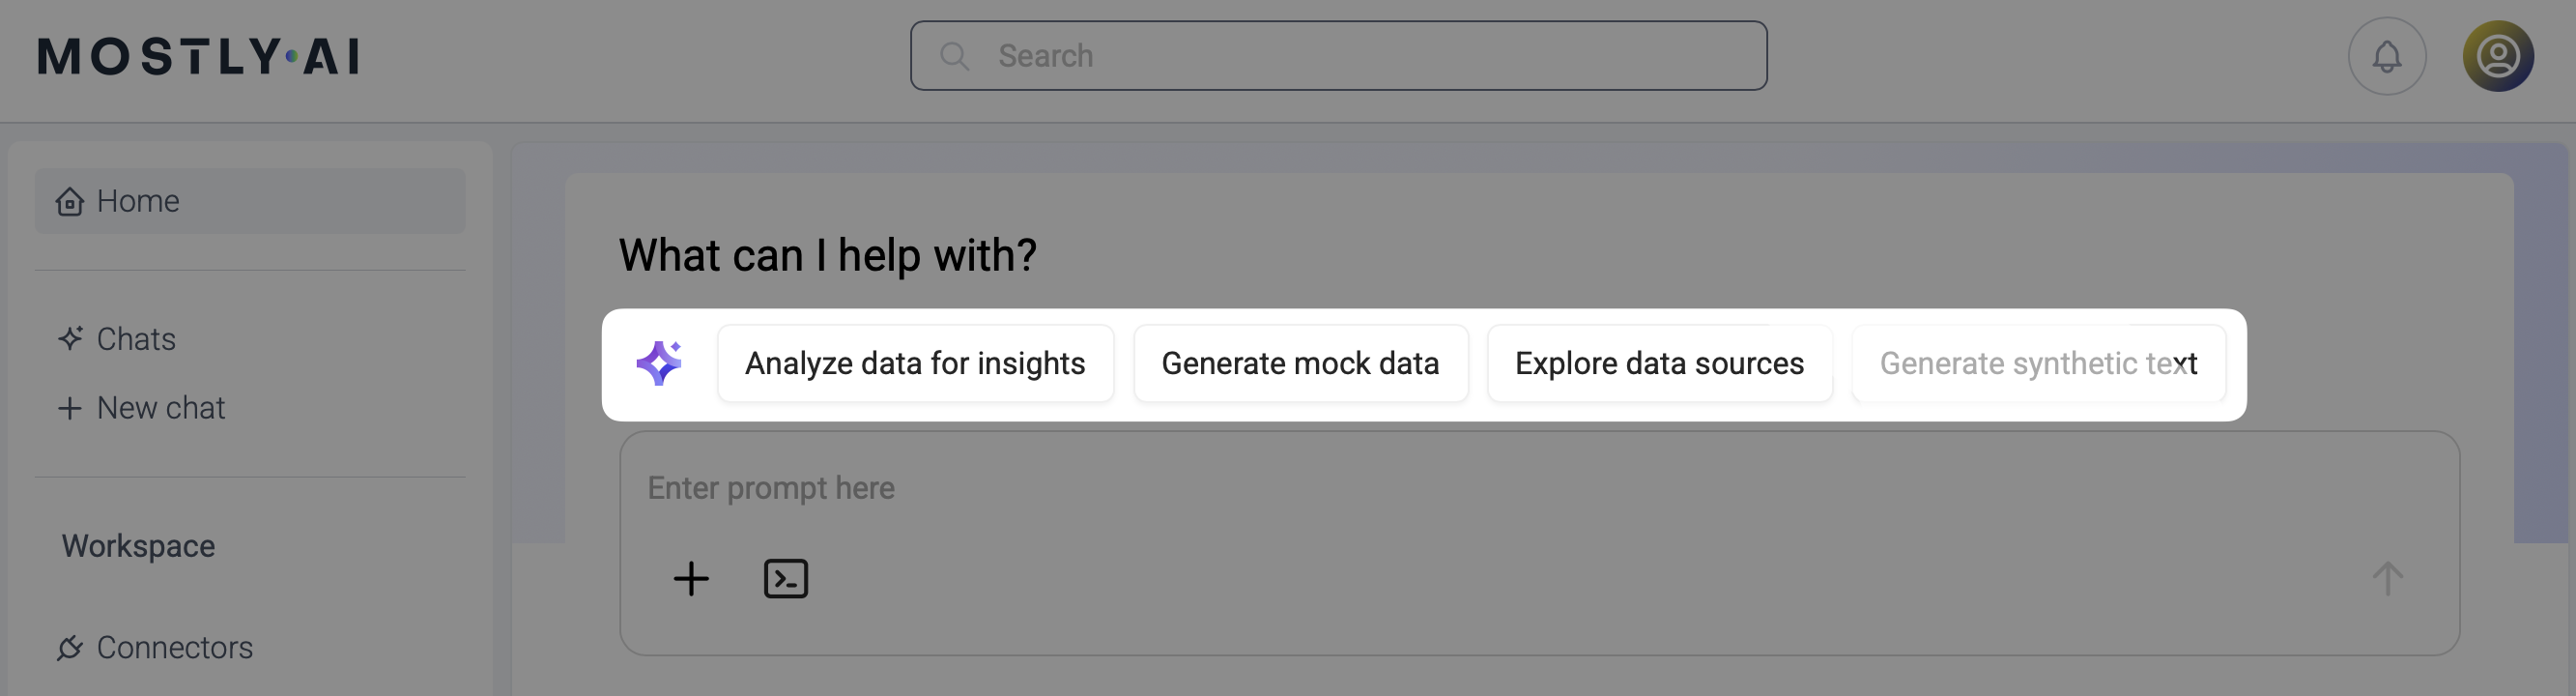 MOSTLY•AI
Search
Home
Chats
New chat
Workspace
Connectors
What can I help with?
Analyze data for insights
Generate mock data
Explore data sources
Generate synthetic text
Enter prompt here